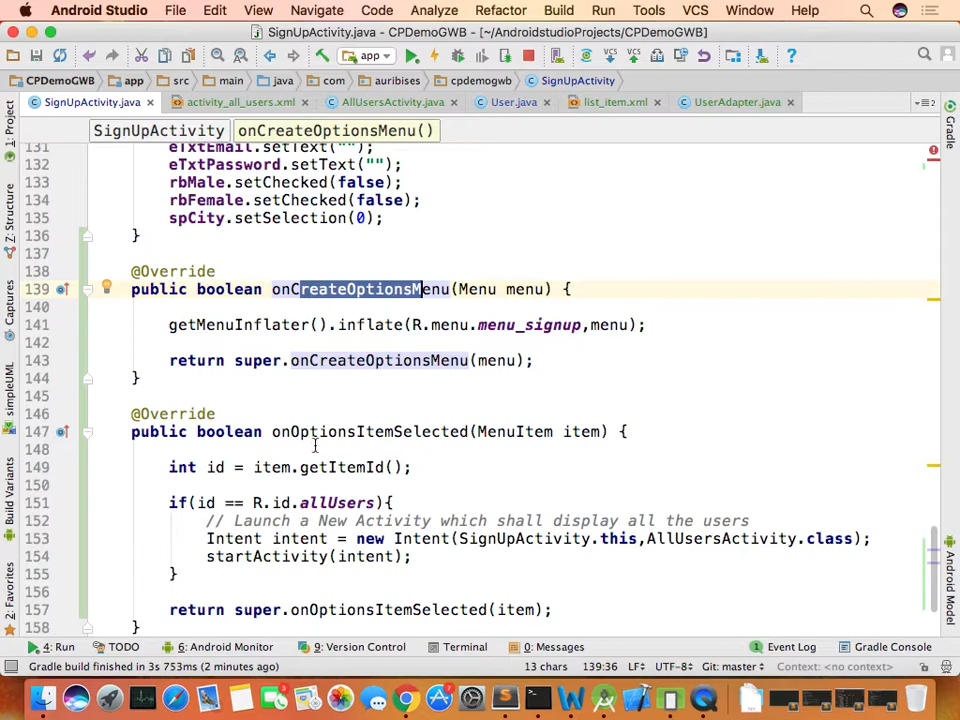 Android Studio File Edit View Navigate Code Analyze Refactor Build Run Tools VCS Window Help
SignUpActivity.java - CPDemoGWB - [~/AndroidstudioProjects/CPDemoGWB]
app VCS VCS
CPDemoGWB app src main java com auribises cpdemogwb SignUpActivity
SignUpActivity.java activity_all_users.xml AllUsersActivity.java User.java list_item.xml UserAdapter.java
SignUpActivity onCreateOptionsMenu()
131 eTxtEmail.setText("");
132 eTxtPassword.setText("");
133 rbMale.setChecked(false);
134 rbFemale.setChecked(false);
135 spCity.setSelection(0);
136 }
137
138 @Override
139 public boolean onCreateOptionsMenu(Menu menu) {
140
141 getMenuInflater().inflate(R.menu.menu_signup,menu);
142
143 return super.onCreateOptionsMenu(menu);
144 }
145
146 @Override
147 public boolean onOptionsItemSelected(MenuItem item) {
148
149 int id = item.getItemId();
150
151 if(id == R.id.allUsers){
152 // Launch a New Activity which shall display all the users
153 Intent intent = new Intent(SignUpActivity.this,AllUsersActivity.class);
154 startActivity(intent);
155 }
156
157 return super.onOptionsItemSelected(item);
158 }
1: Project
7: Structure
Captures
simpleUML
Build Variants
2: Favorites
Gradle
Android Model
4: Run TODO 6: Android Monitor 9: Version Control Terminal 0: Messages Event Log Gradle Console
Gradle build finished in 3s 753ms (2 minutes ago) 13 chars 139:36 LF÷ UTF-8÷ Git: master÷ Context: <no context>